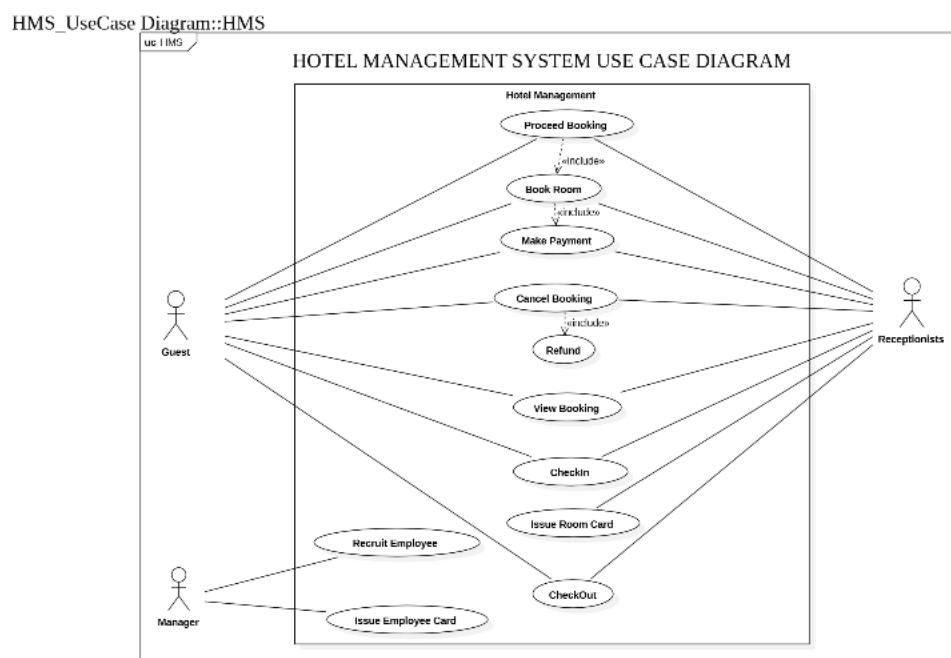 HMS_UseCase Diagram::HMS
uc HMS
HOTEL MANAGEMENT SYSTEM USE CASE DIAGRAM
Hotel Management
Proceed Booking
«include»
Book Room
«include»
Make Payment
Cancel Booking
«include»
Refund
Guest
Receptionists
View Booking
CheckIn
Issue Room Card
Recruit Employee
CheckOut
Manager
Issue Employee Card